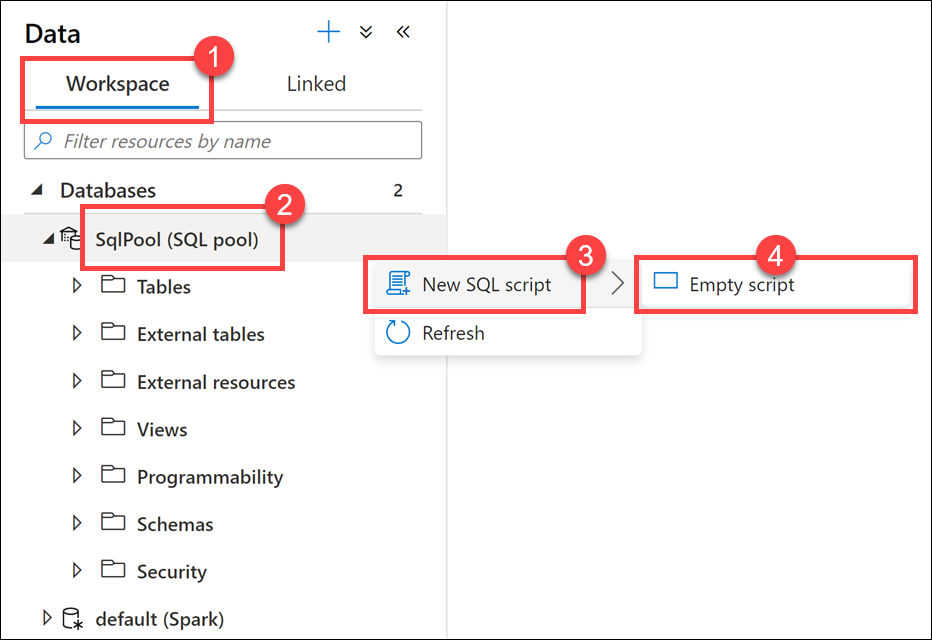 Data
1
Workspace
Linked
Filter resources by name
Databases 2
2
SqlPool (SQL pool)
3
New SQL script
4
Empty script
Refresh
Tables
External tables
External resources
Views
Programmability
Schemas
Security
default (Spark)